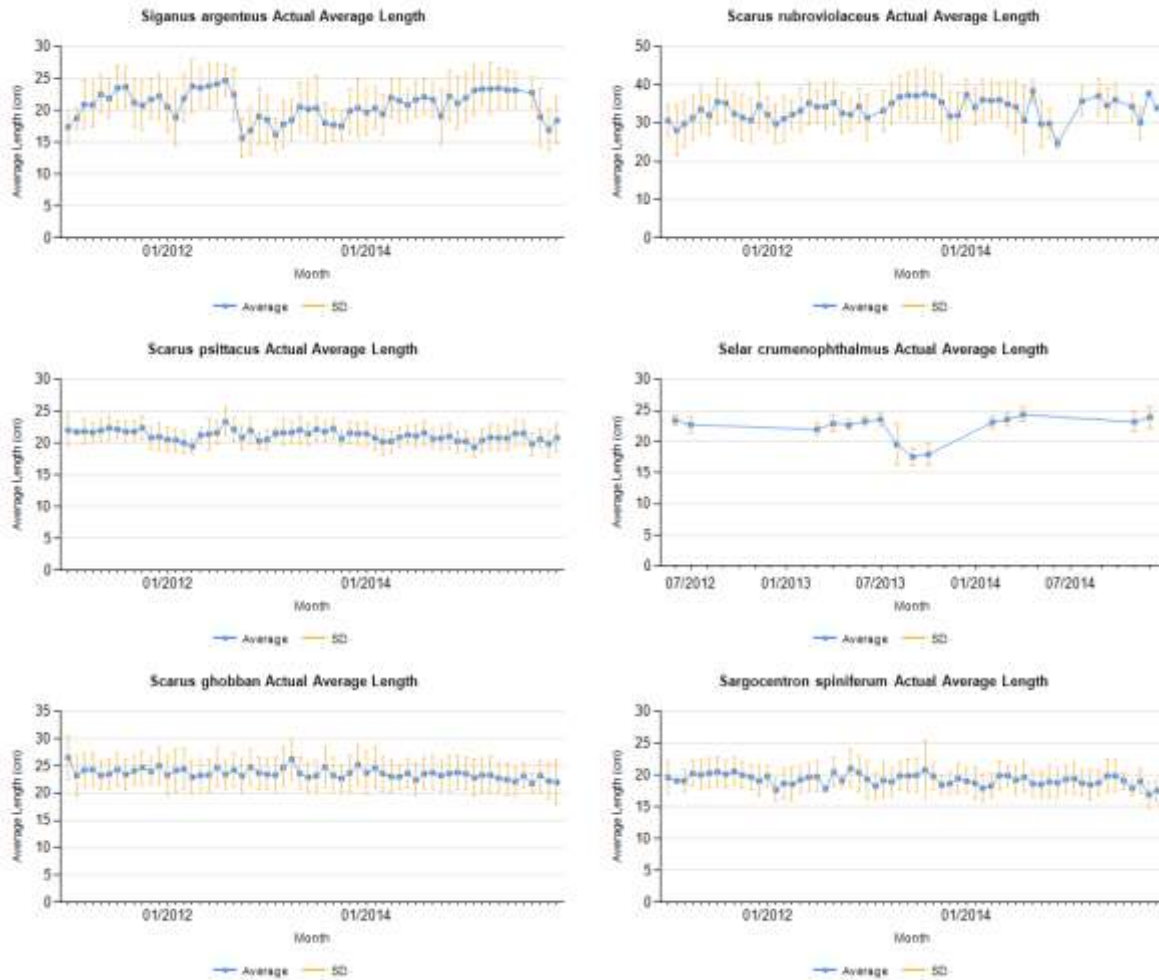 Siganus argenteus Actual Average Length
30
25
20
15
10
5
0
Average Length (cm)
01/2012
01/2014
Month
Average
SD
Scarus rubroviolaceus Actual Average Length
50
40
30
20
10
0
Average Length (cm)
01/2012
01/2014
Month
Average
SD
Scarus psittacus Actual Average Length
30
25
20
15
10
5
0
Average Length (cm)
01/2012
01/2014
Month
Average
SD
Selar crumenophthalmus Actual Average Length
30
25
20
15
10
5
0
Average Length (cm)
07/2012
01/2013
07/2013
01/2014
07/2014
Month
Average
SD
Scarus ghobban Actual Average Length
35
30
25
20
15
10
5
0
Average Length (cm)
01/2012
01/2014
Month
Average
SD
Sargocentron spiniferum Actual Average Length
30
25
20
15
10
5
0
Average Length (cm)
01/2012
01/2014
Month
Average
SD